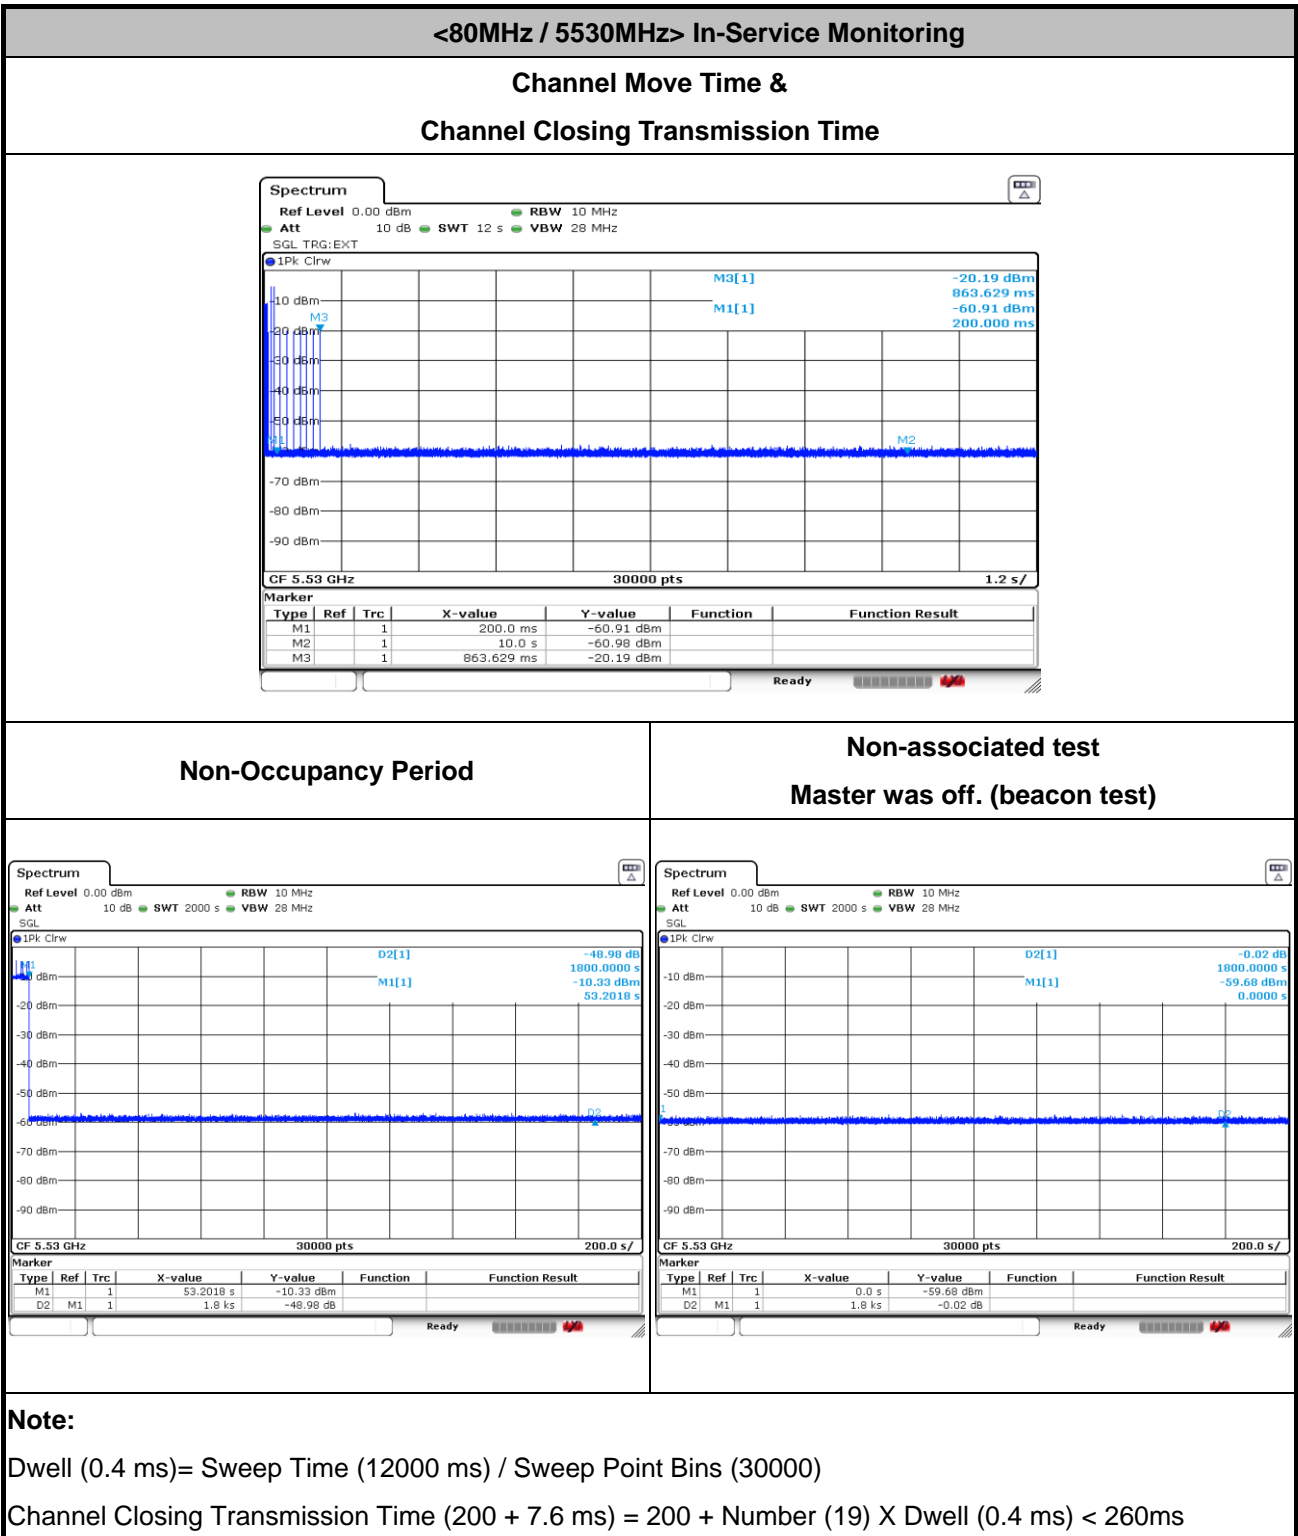 <80MHz / 5530MHz> In-Service Monitoring
Channel Move Time &
Channel Closing Transmission Time
Spectrum
Ref Level 0.00 dBm RBW 10 MHz
Att 10 dB SWT 12 s VBW 28 MHz
SGL TRG:EXT
1Pk Clrw
M3[1] -20.19 dBm
863.629 ms
M1[1] -60.91 dBm
200.000 ms
-10 dBm
M3
-20 dBm
-30 dBm
-40 dBm
-50 dBm
M1
M2
-70 dBm
-80 dBm
-90 dBm
CF 5.53 GHz 30000 pts 1.2 s/
Marker
Type Ref Trc X-value Y-value Function Function Result
M1 1 200.0 ms -60.91 dBm
M2 1 10.0 s -60.98 dBm
M3 1 863.629 ms -20.19 dBm
Ready
Non-Occupancy Period
Non-associated test
Master was off. (beacon test)
Spectrum
Ref Level 0.00 dBm RBW 10 MHz
Att 10 dB SWT 2000 s VBW 28 MHz
SGL
1Pk Clrw
D2[1] -48.98 dB
1800.0000 s
M1[1] -10.33 dBm
53.2018 s
M1
dBm
-20 dBm
-30 dBm
-40 dBm
-50 dBm
D2
-60 dBm
-70 dBm
-80 dBm
-90 dBm
CF 5.53 GHz 30000 pts 200.0 s/
Marker
Type Ref Trc X-value Y-value Function Function Result
M1 1 53.2018 s -10.33 dBm
D2 M1 1 1.8 ks -48.98 dB
Ready
Spectrum
Ref Level 0.00 dBm RBW 10 MHz
Att 10 dB SWT 2000 s VBW 28 MHz
SGL
1Pk Clrw
D2[1] -0.02 dB
1800.0000 s
M1[1] -59.68 dBm
0.0000 s
-10 dBm
-20 dBm
-30 dBm
-40 dBm
-50 dBm
1
D2
-70 dBm
-80 dBm
-90 dBm
CF 5.53 GHz 30000 pts 200.0 s/
Marker
Type Ref Trc X-value Y-value Function Function Result
M1 1 0.0 s -59.68 dBm
D2 M1 1 1.8 ks -0.02 dB
Ready
Note:
Dwell (0.4 ms)= Sweep Time (12000 ms) / Sweep Point Bins (30000)
Channel Closing Transmission Time (200 + 7.6 ms) = 200 + Number (19) X Dwell (0.4 ms) < 260ms